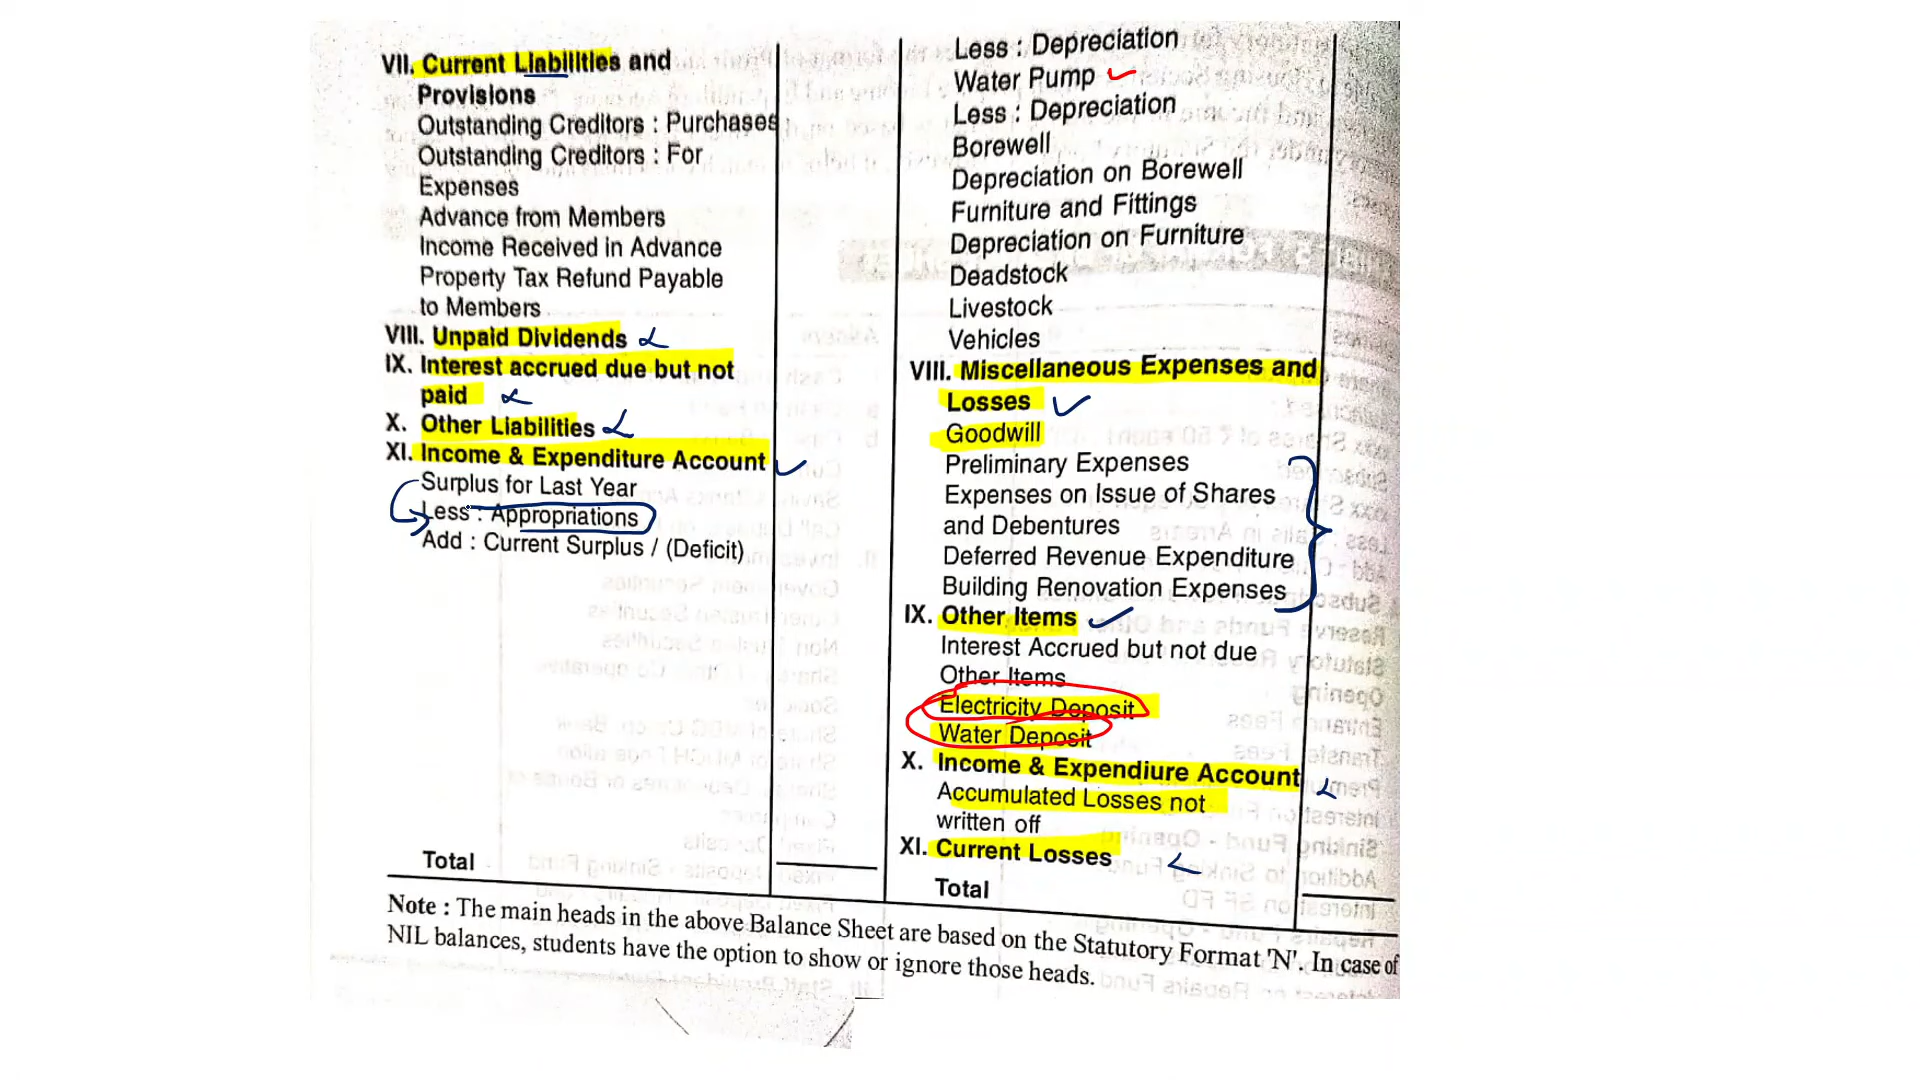 VII. Current Liabilities and
Provisions
Outstanding Creditors : Purchases
Outstanding Creditors : For
Expenses
Advance from Members
Income Received in Advance
Property Tax Refund Payable
to Members
VIII. Unpaid Dividends
IX. Interest accrued due but not
paid
X. Other Liabilities
XI. Income & Expenditure Account
Surplus for Last Year
Less : Appropriations
Add : Current Surplus / (Deficit)
Total
Less : Depreciation
Water Pump
Less : Depreciation
Borewell
Depreciation on Borewell
Furniture and Fittings
Depreciation on Furniture
Deadstock
Livestock
Vehicles
VIII. Miscellaneous Expenses and
Losses
Goodwill
Preliminary Expenses
Expenses on Issue of Shares
and Debentures
Deferred Revenue Expenditure
Building Renovation Expenses
IX. Other Items
Interest Accrued but not due
Other Items
Electricity Deposit
Water Deposit
X. Income & Expendiure Account
Accumulated Losses not
written off
XI. Current Losses
Total
Note : The main heads in the above Balance Sheet are based on the Statutory Format 'N'. In case of
NIL balances, students have the option to show or ignore those heads.